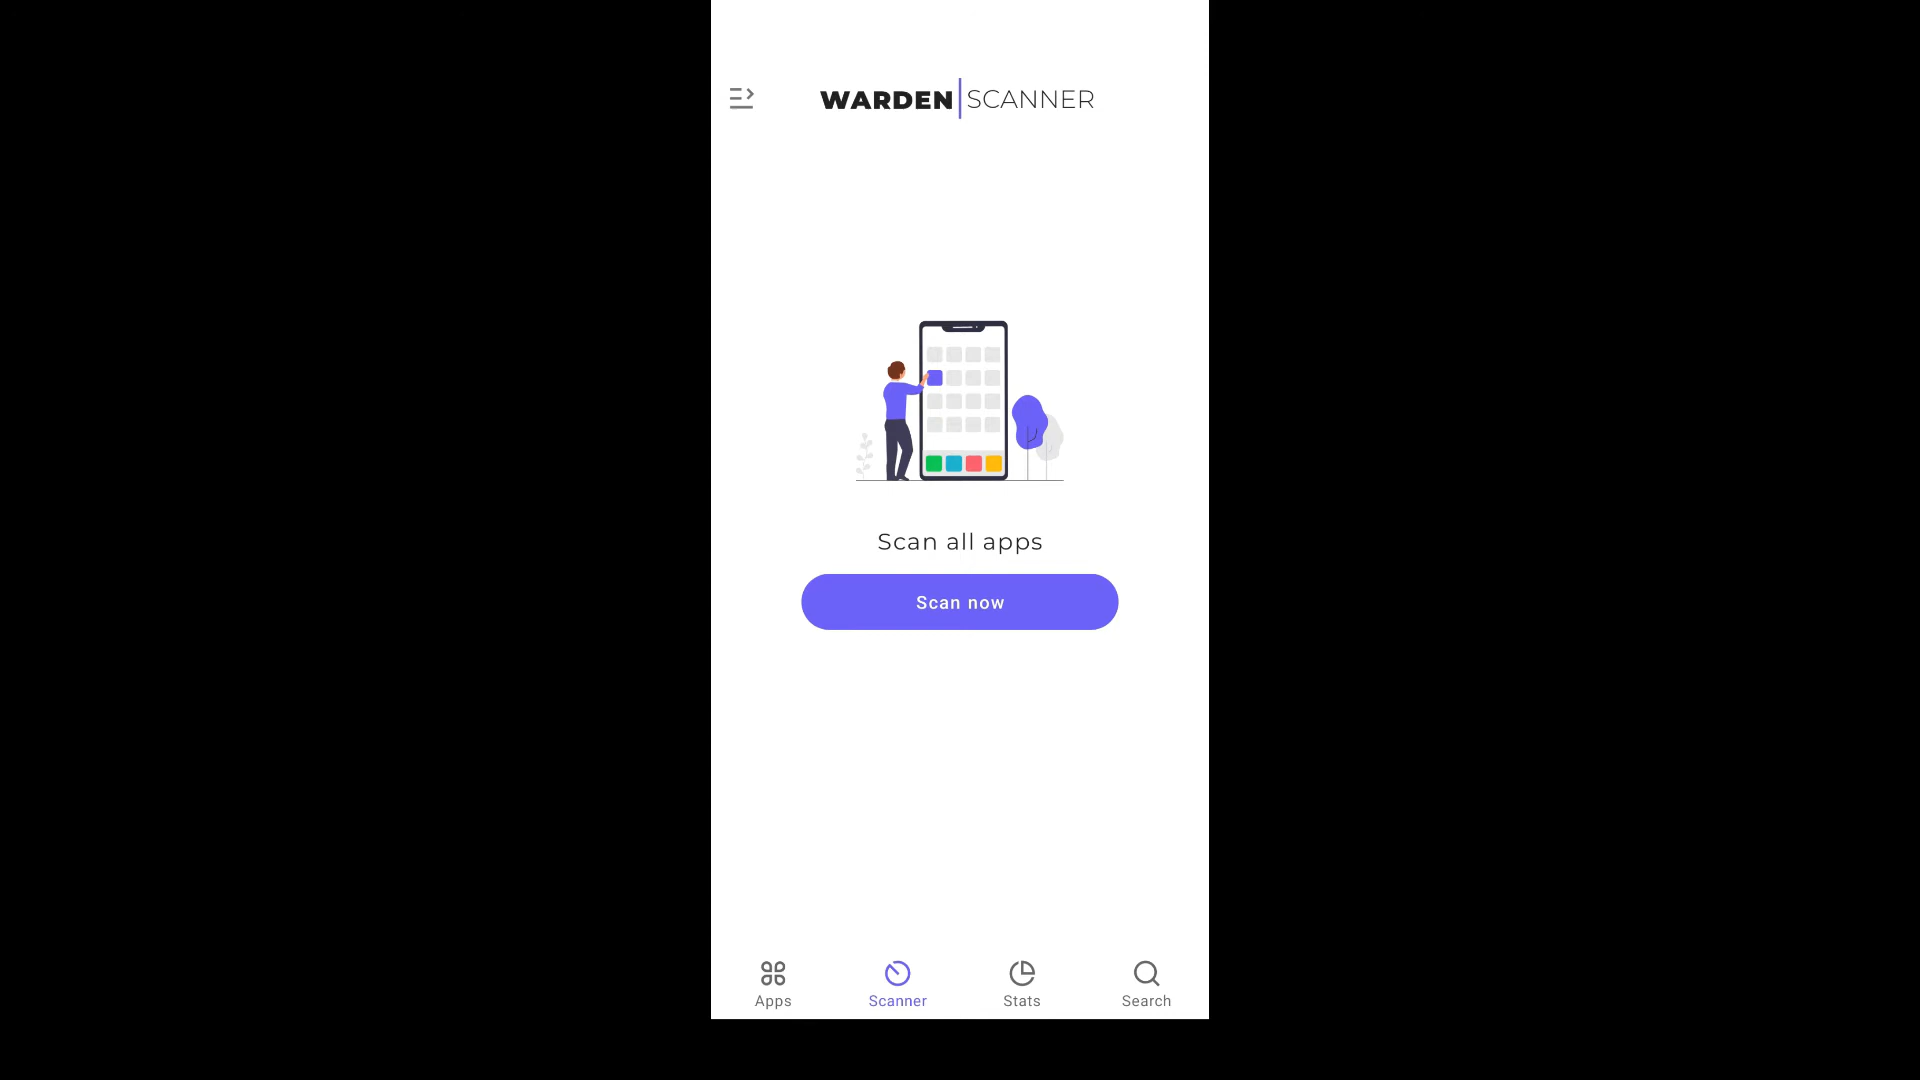 WARDEN SCANNER
Scan all apps
Scan now
Apps Scanner Stats Search